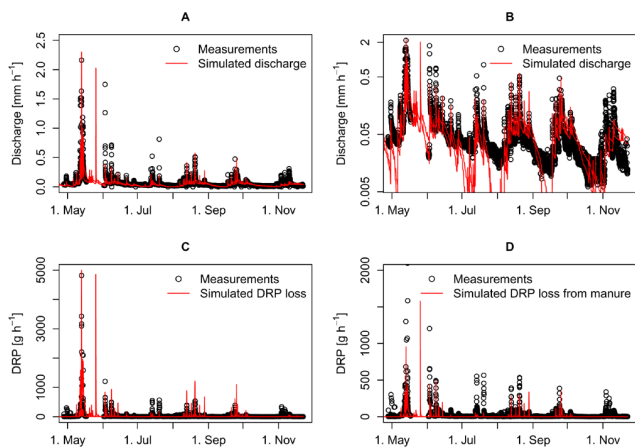 A
Discharge [mm h⁻¹]
2.5
2.0
1.5
1.0
0.5
0.0
Measurements
Simulated discharge
1. May 1. Jul 1. Sep 1. Nov
B
Discharge [mm h⁻¹]
2
0.5
0.05
0.005
Measurements
Simulated discharge
1. May 1. Jul 1. Sep 1. Nov
C
DRP [g h⁻¹]
5000
3000
1000
0
Measurements
Simulated DRP loss
1. May 1. Jul 1. Sep 1. Nov
D
DRP [g h⁻¹]
2000
1500
1000
500
0
Measurements
Simulated DRP loss from manure
1. May 1. Jul 1. Sep 1. Nov